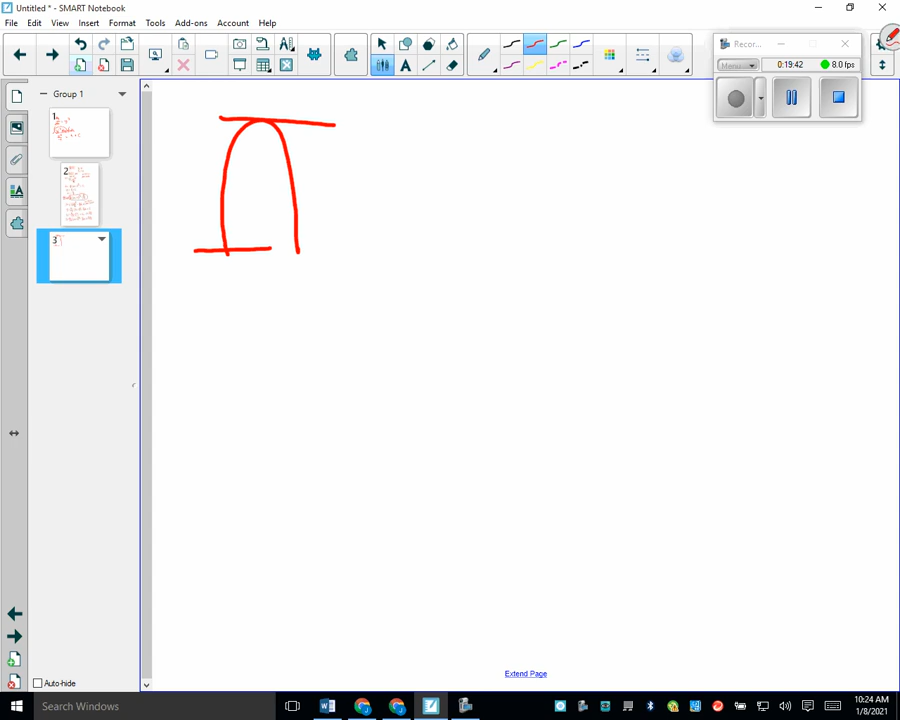 Untitled * - SMART Notebook
File Edit View Insert Format Tools Add-ons Account Help
Recor...
Menu
0:19:42
8.0 fps
Group 1
1
2
3
Auto-hide
Extend Page
Search Windows
10:24 AM
1/8/2021